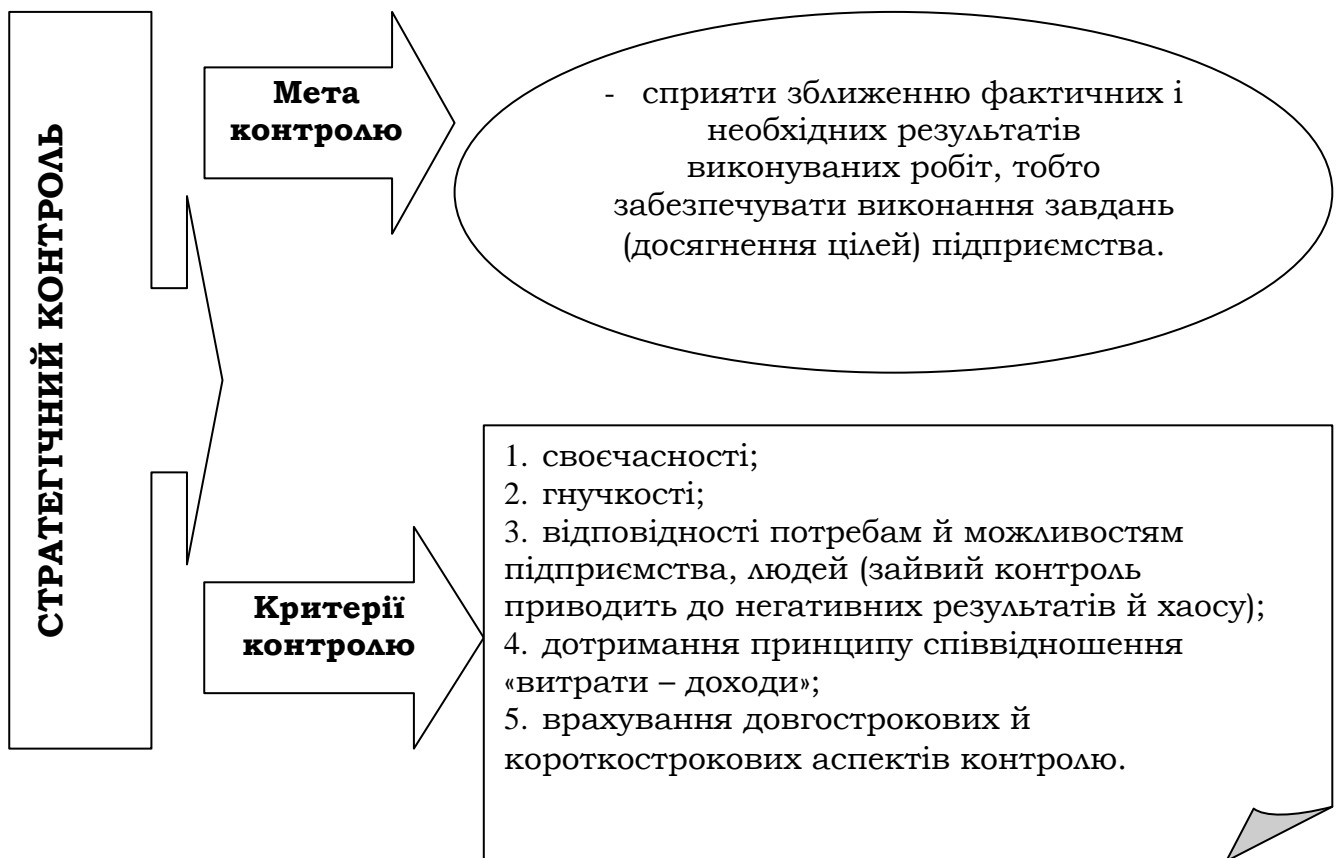 СТРАТЕГІЧНИЙ КОНТРОЛЬ
Мета
контролю
- сприяти зближенню фактичних і
необхідних результатів
виконуваних робіт, тобто
забезпечувати виконання завдань
(досягнення цілей) підприємства.
Критерії
контролю
1. своєчасності;
2. гнучкості;
3. відповідності потребам й можливостям
підприємства, людей (зайвий контроль
приводить до негативних результатів й хаосу);
4. дотримання принципу співвідношення
«витрати – доходи»;
5. врахування довгострокових й
короткострокових аспектів контролю.